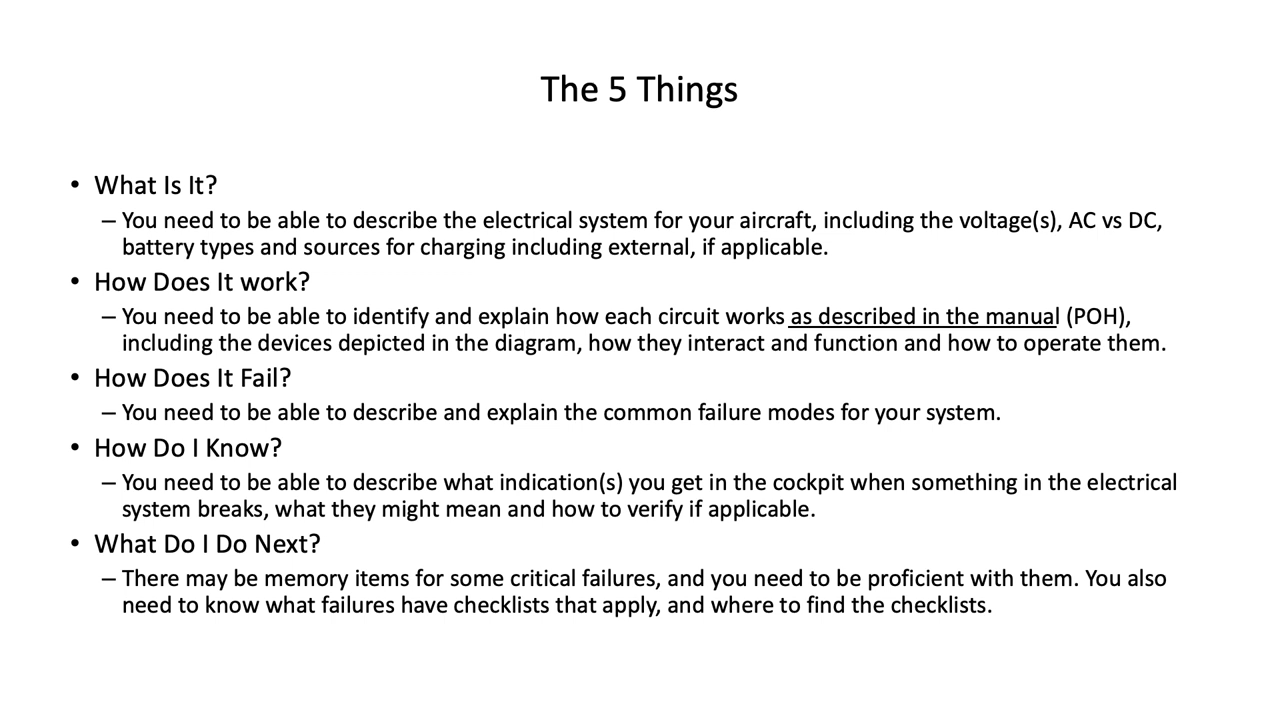 The 5 Things
• What Is It?
– You need to be able to describe the electrical system for your aircraft, including the voltage(s), AC vs DC,
battery types and sources for charging including external, if applicable.
• How Does It work?
– You need to be able to identify and explain how each circuit works as described in the manual (POH),
including the devices depicted in the diagram, how they interact and function and how to operate them.
• How Does It Fail?
– You need to be able to describe and explain the common failure modes for your system.
• How Do I Know?
– You need to be able to describe what indication(s) you get in the cockpit when something in the electrical
system breaks, what they might mean and how to verify if applicable.
• What Do I Do Next?
– There may be memory items for some critical failures, and you need to be proficient with them. You also
need to know what failures have checklists that apply, and where to find the checklists.